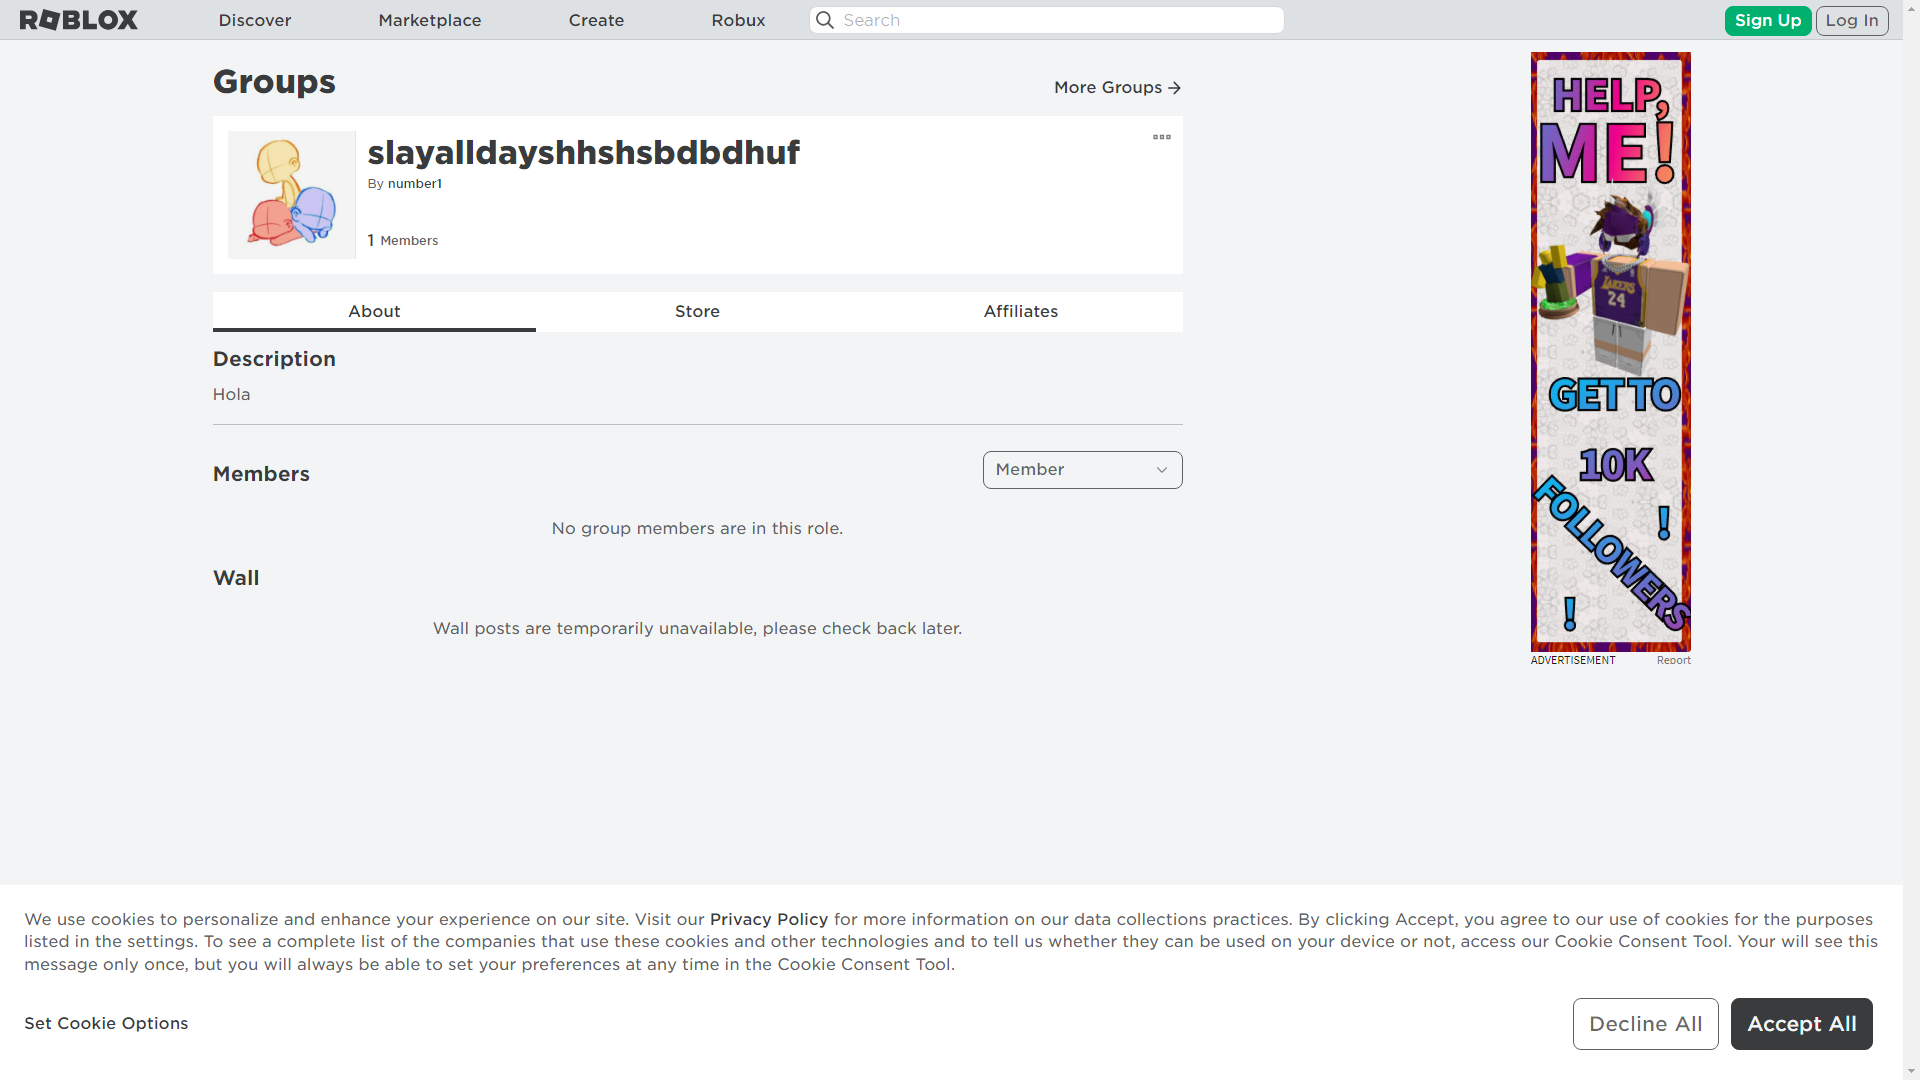 ROBLOX
Discover
Marketplace
Create
Robux
Search
Sign Up
Log In
Groups
More Groups
slayalldayshhshsbdbdhuf
By number1
1 Members
About
Store
Affiliates
Description
Hola
Members
Member
No group members are in this role.
Wall
Wall posts are temporarily unavailable, please check back later.
HELP,
ME!
LAKERS
24
GET TO
10K
FOLLOWERS
!
!
ADVERTISEMENT
Report
We use cookies to personalize and enhance your experience on our site. Visit our Privacy Policy for more information on our data collections practices. By clicking Accept, you agree to our use of cookies for the purposes
listed in the settings. To see a complete list of the companies that use these cookies and other technologies and to tell us whether they can be used on your device or not, access our Cookie Consent Tool. Your will see this
message only once, but you will always be able to set your preferences at any time in the Cookie Consent Tool.
Set Cookie Options
Decline All
Accept All